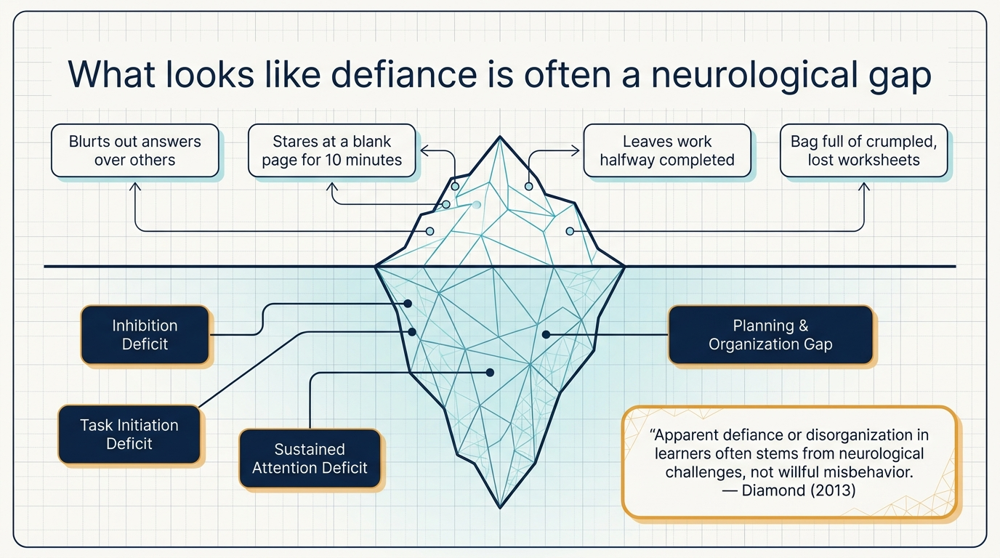 What looks like defiance is often a neurological gap
Blurts out answers
over others
Stares at a blank
page for 10 minutes
Leaves work
halfway completed
Bag full of crumpled,
lost worksheets
Inhibition
Deficit
Planning &
Organization Gap
Task Initiation
Deficit
Sustained
Attention Deficit
“Apparent defiance or disorganization in
learners often stems from neurological
challenges, not willful misbehavior.
— Diamond (2013)